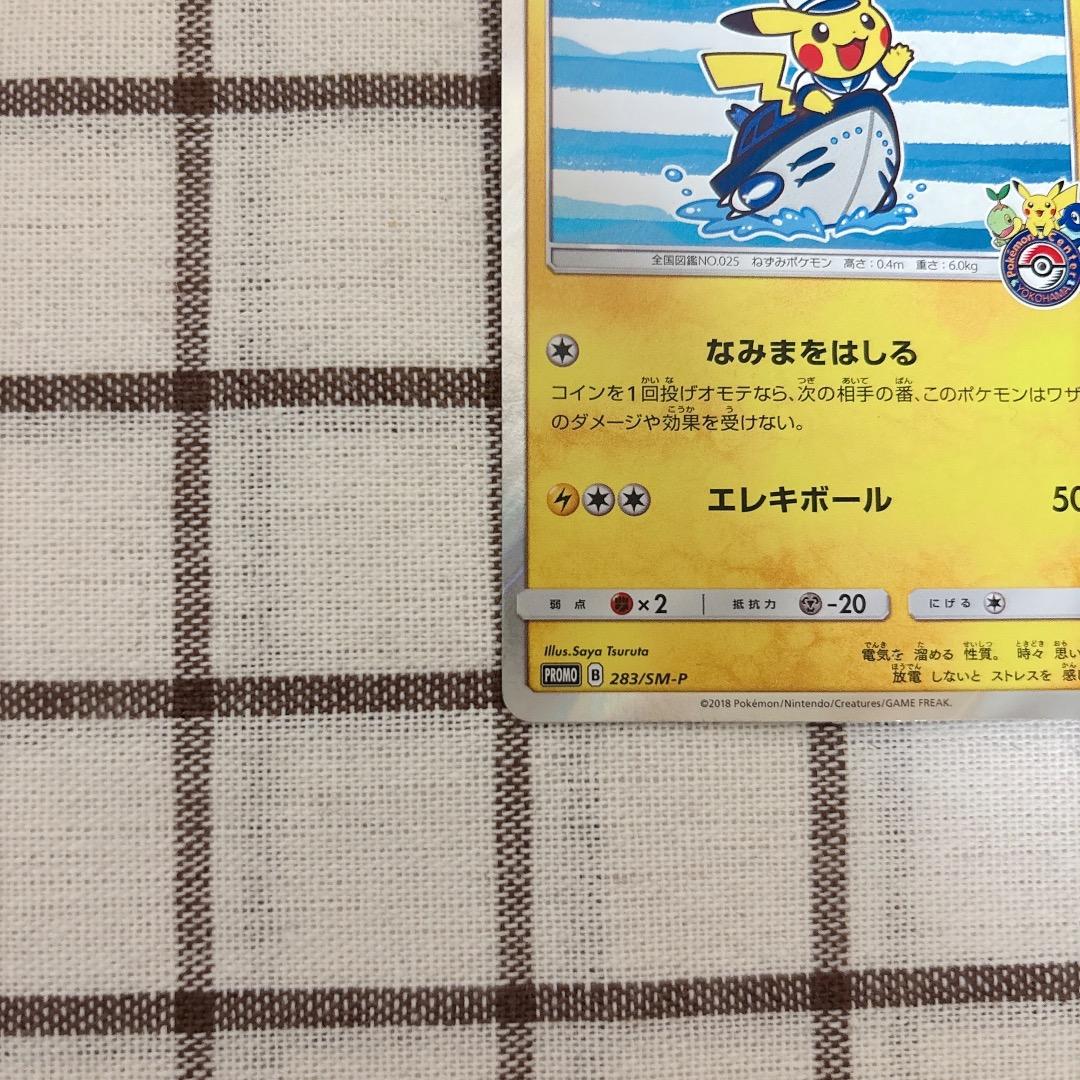 全国図鑑NO.025 ねずみポケモン 高さ:0.4m 重さ:6.0kg
Pokémon Center
YOKOHAMA
なみまをはしる
コインを1回投げオモテなら、次の相手の番、このポケモンはワザ
のダメージや効果を受けない。
エレキボール 50
弱点 ×2 抵抗力 -20 にげる
Illus.Saya Tsuruta
電気を 溜める 性質。 時々 思い
放電 しないと ストレスを 感じ
PROMO B 283/SM-P
©2018 Pokémon/Nintendo/Creatures/GAME FREAK.